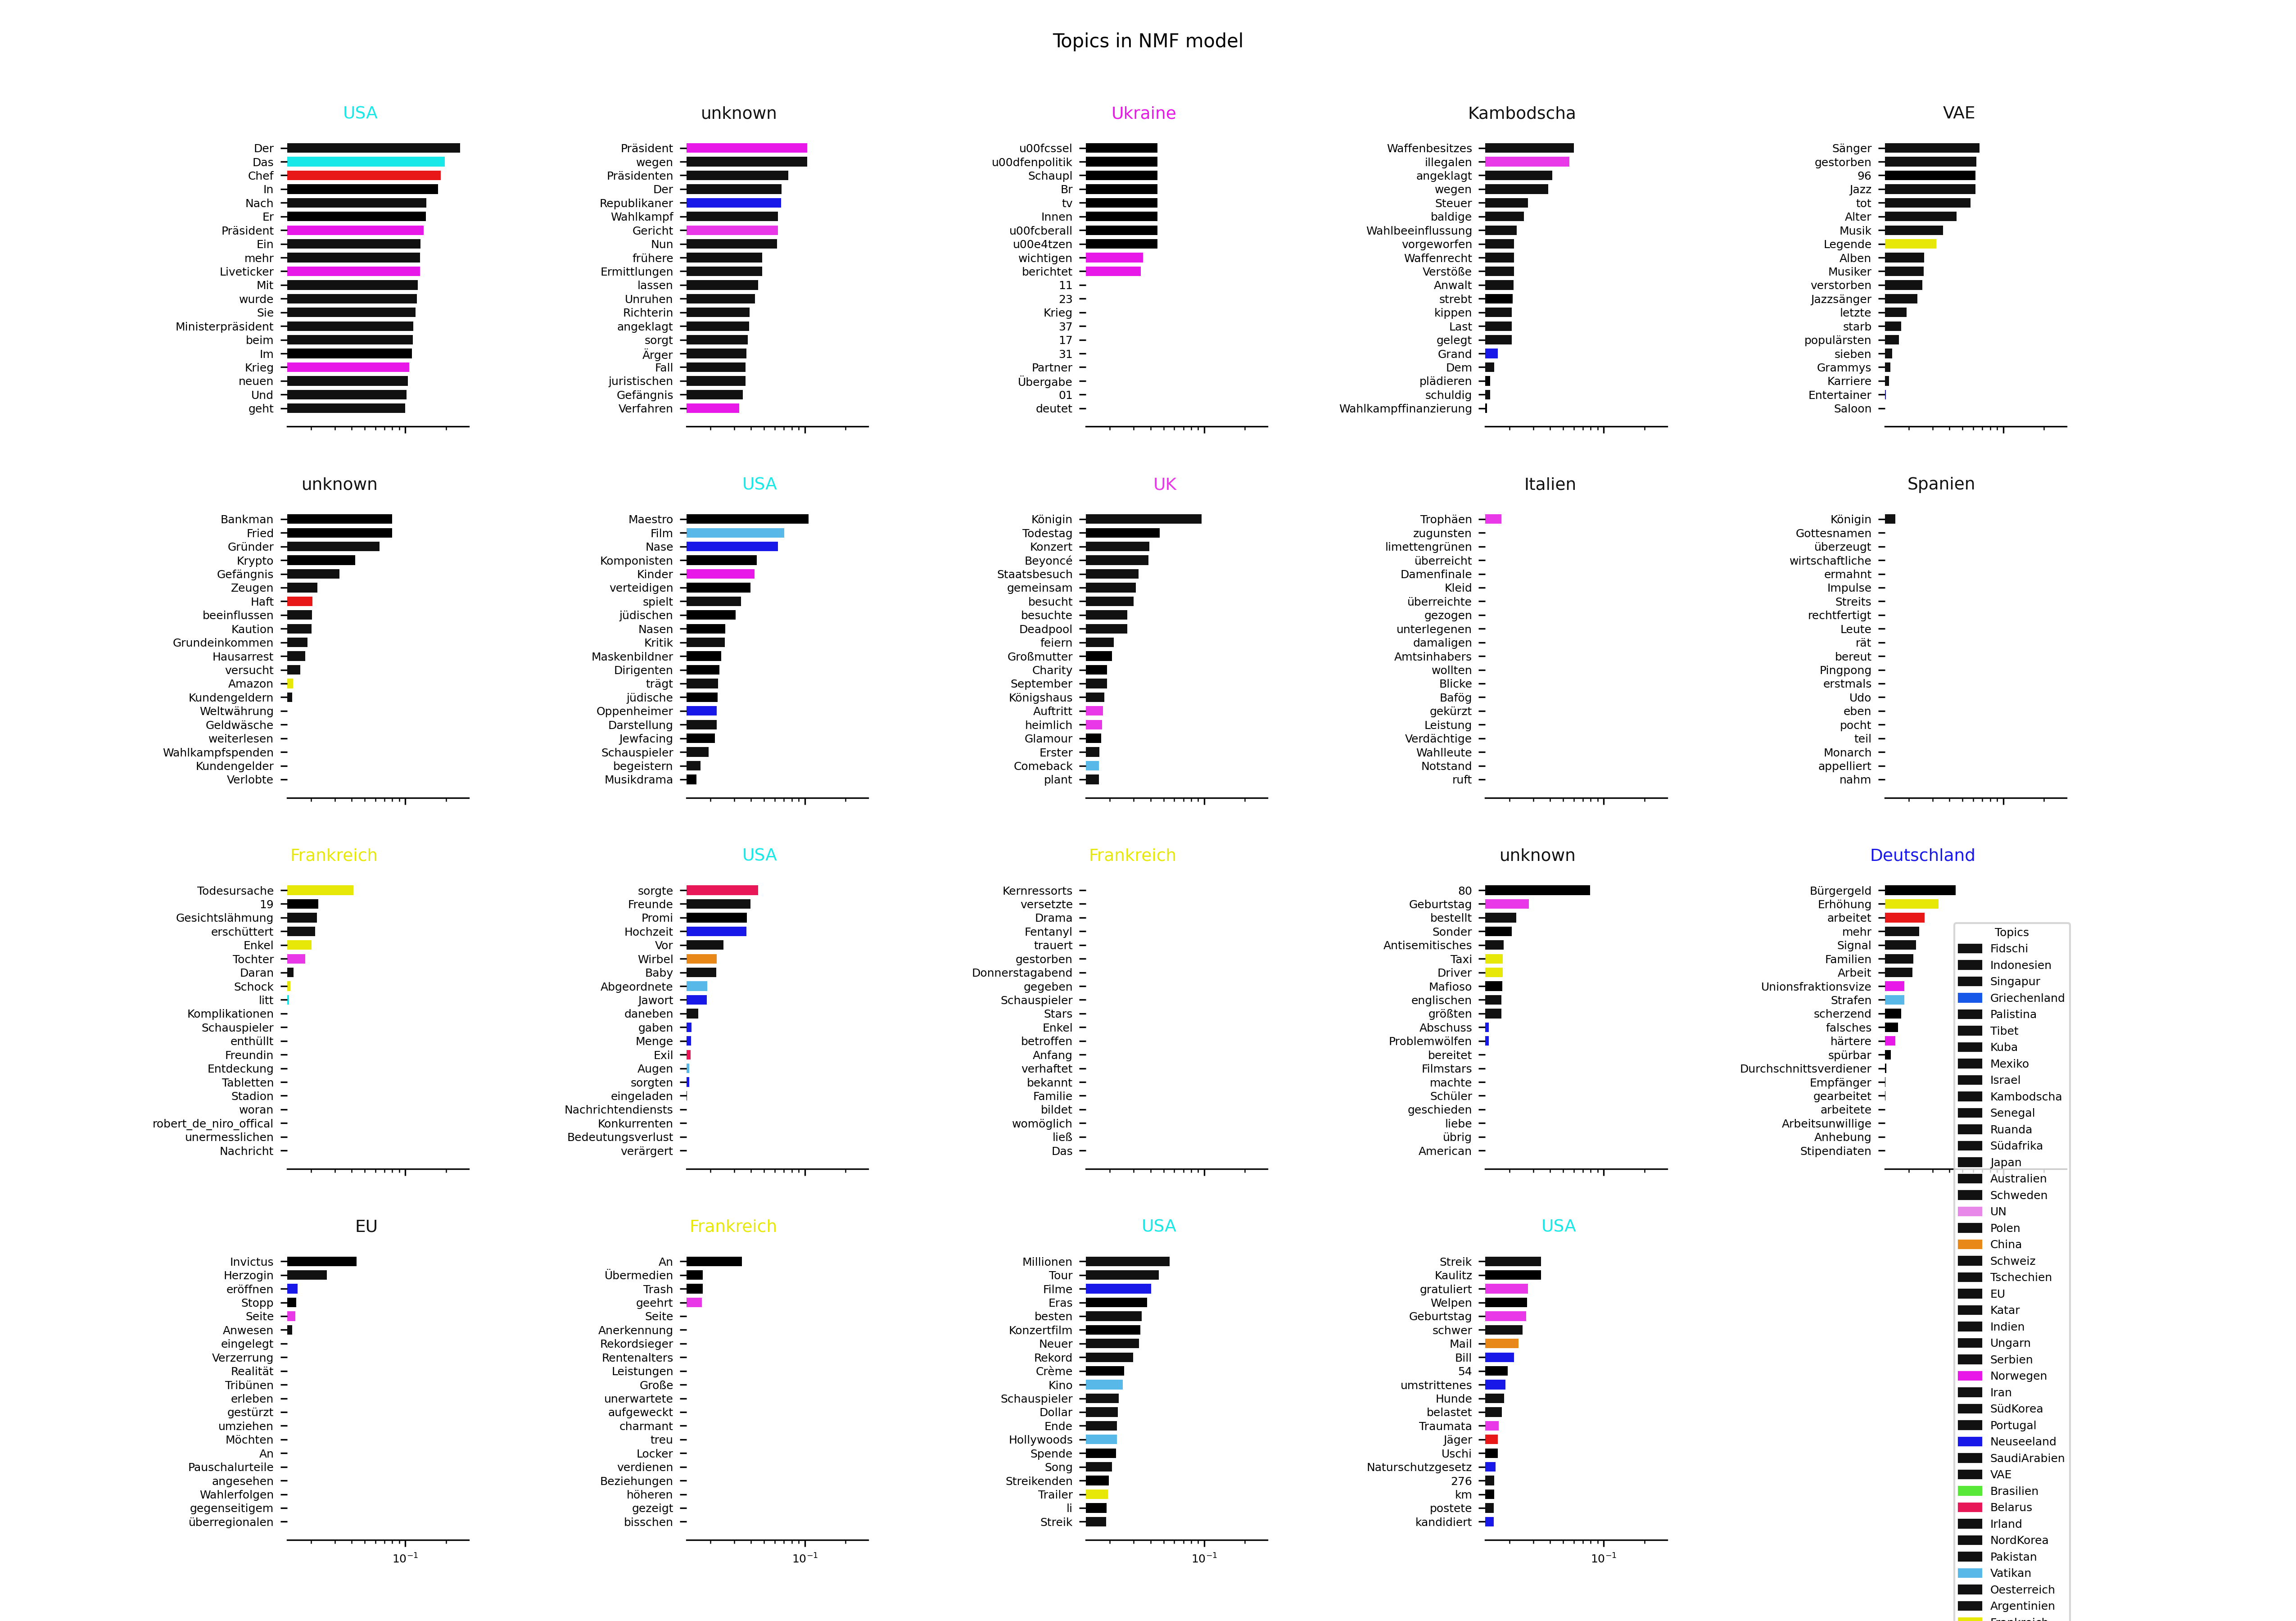 Topics in NMF model
USA
Der
Das
Chef
In
Nach
Er
Präsident
Ein
mehr
Liveticker
Mit
wurde
Sie
Ministerpräsident
beim
Im
Krieg
neuen
Und
geht
unknown
Präsident
wegen
Präsidenten
Der
Republikaner
Wahlkampf
Gericht
Nun
frühere
Ermittlungen
lassen
Unruhen
Richterin
angeklagt
sorgt
Ärger
Fall
juristischen
Gefängnis
Verfahren
Ukraine
u00fcssel
u00dfenpolitik
Schaupl
Br
tv
Innen
u00fcberall
u00e4tzen
wichtigen
berichtet
11
23
Krieg
37
17
31
Partner
Übergabe
01
deutet
Kambodscha
Waffenbesitzes
illegalen
angeklagt
wegen
Steuer
baldige
Wahlbeeinflussung
vorgeworfen
Waffenrecht
Verstöße
Anwalt
strebt
kippen
Last
gelegt
Grand
Dem
plädieren
schuldig
Wahlkampffinanzierung
VAE
Sänger
gestorben
96
Jazz
tot
Alter
Musik
Legende
Alben
Musiker
verstorben
Jazzsänger
letzte
starb
populärsten
sieben
Grammys
Karriere
Entertainer
Saloon
unknown
Bankman
Fried
Gründer
Krypto
Gefängnis
Zeugen
Haft
beeinflussen
Kaution
Grundeinkommen
Hausarrest
versucht
Amazon
Kundengeldern
Weltwährung
Geldwäsche
weiterlesen
Wahlkampfspenden
Kundengelder
Verlobte
USA
Maestro
Film
Nase
Komponisten
Kinder
verteidigen
spielt
jüdischen
Nasen
Kritik
Maskenbildner
Dirigenten
trägt
jüdische
Oppenheimer
Darstellung
Jewfacing
Schauspieler
begeistern
Musikdrama
UK
Königin
Todestag
Konzert
Beyoncé
Staatsbesuch
gemeinsam
besucht
besuchte
Deadpool
feiern
Großmutter
Charity
September
Königshaus
Auftritt
heimlich
Glamour
Erster
Comeback
plant
Italien
Trophäen
zugunsten
limettengrünen
überreicht
Damenfinale
Kleid
überreichte
gezogen
unterlegenen
damaligen
Amtsinhabers
wollten
Blicke
Bafög
gekürzt
Leistung
Verdächtige
Wahlleute
Notstand
ruft
Spanien
Königin
Gottesnamen
überzeugt
wirtschaftliche
ermahnt
Impulse
Streits
rechtfertigt
Leute
rät
bereut
Pingpong
erstmals
Udo
eben
pocht
teil
Monarch
appelliert
nahm
Frankreich
Todesursache
19
Gesichtslähmung
erschüttert
Enkel
Tochter
Daran
Schock
litt
Komplikationen
Schauspieler
enthüllt
Freundin
Entdeckung
Tabletten
Stadion
woran
robert_de_niro_offical
unermesslichen
Nachricht
USA
sorgte
Freunde
Promi
Hochzeit
Vor
Wirbel
Baby
Abgeordnete
Jawort
daneben
gaben
Menge
Exil
Augen
sorgten
eingeladen
Nachrichtendiensts
Konkurrenten
Bedeutungsverlust
verärgert
Frankreich
Kernressorts
versetzte
Drama
Fentanyl
trauert
gestorben
Donnerstagabend
gegeben
Schauspieler
Stars
Enkel
betroffen
Anfang
verhaftet
bekannt
Familie
bildet
womöglich
ließ
Das
unknown
80
Geburtstag
bestellt
Sonder
Antisemitisches
Taxi
Driver
Mafioso
englischen
größten
Abschuss
Problemwölfen
bereitet
Filmstars
machte
Schüler
geschieden
liebe
übrig
American
Deutschland
Bürgergeld
Erhöhung
arbeitet
mehr
Signal
Familien
Arbeit
Unionsfraktionsvize
Strafen
scherzend
falsches
härtere
spürbar
Durchschnittsverdiener
Empfänger
gearbeitet
arbeitete
Arbeitsunwillige
Anhebung
Stipendiaten
EU
Invictus
Herzogin
eröffnen
Stopp
Seite
Anwesen
eingelegt
Verzerrung
Realität
Tribünen
erleben
gestürzt
umziehen
Möchten
An
Pauschalurteile
angesehen
Wahlerfolgen
gegenseitigem
überregionalen
10⁻¹
Frankreich
An
Übermedien
Trash
geehrt
Seite
Anerkennung
Rekordsieger
Rentenalters
Leistungen
Große
unerwartete
aufgeweckt
charmant
treu
Locker
verdienen
Beziehungen
höheren
gezeigt
bisschen
10⁻¹
USA
Millionen
Tour
Filme
Eras
besten
Konzertfilm
Neuer
Rekord
Crème
Kino
Schauspieler
Dollar
Ende
Hollywoods
Spende
Song
Streikenden
Trailer
li
Streik
10⁻¹
USA
Streik
Kaulitz
gratuliert
Welpen
Geburtstag
schwer
Mail
Bill
54
umstrittenes
Hunde
belastet
Traumata
Jäger
Uschi
Naturschutzgesetz
276
km
postete
kandidiert
10⁻¹
Topics
Fidschi
Indonesien
Singapur
Griechenland
Palistina
Tibet
Kuba
Mexiko
Israel
Kambodscha
Senegal
Ruanda
Südafrika
Japan
Australien
Schweden
UN
Polen
China
Schweiz
Tschechien
EU
Katar
Indien
Ungarn
Serbien
Norwegen
Iran
SüdKorea
Portugal
Neuseeland
SaudiArabien
VAE
Brasilien
Belarus
Irland
NordKorea
Pakistan
Vatikan
Oesterreich
Argentinien